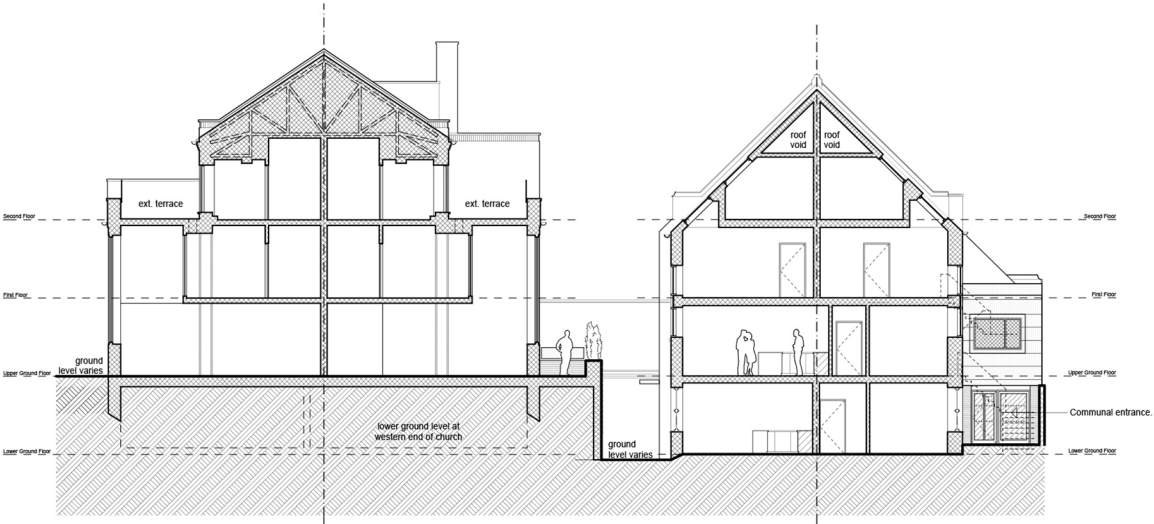 roof
void
roof
void
ext. terrace
ext. terrace
Second Floor
Second Floor
First Floor
First Floor
ground
level varies
Upper Ground Floor
Upper Ground Floor
Communal entrance.
lower ground level at
western end of church
ground
level varies
Lower Ground Floor
Lower Ground Floor